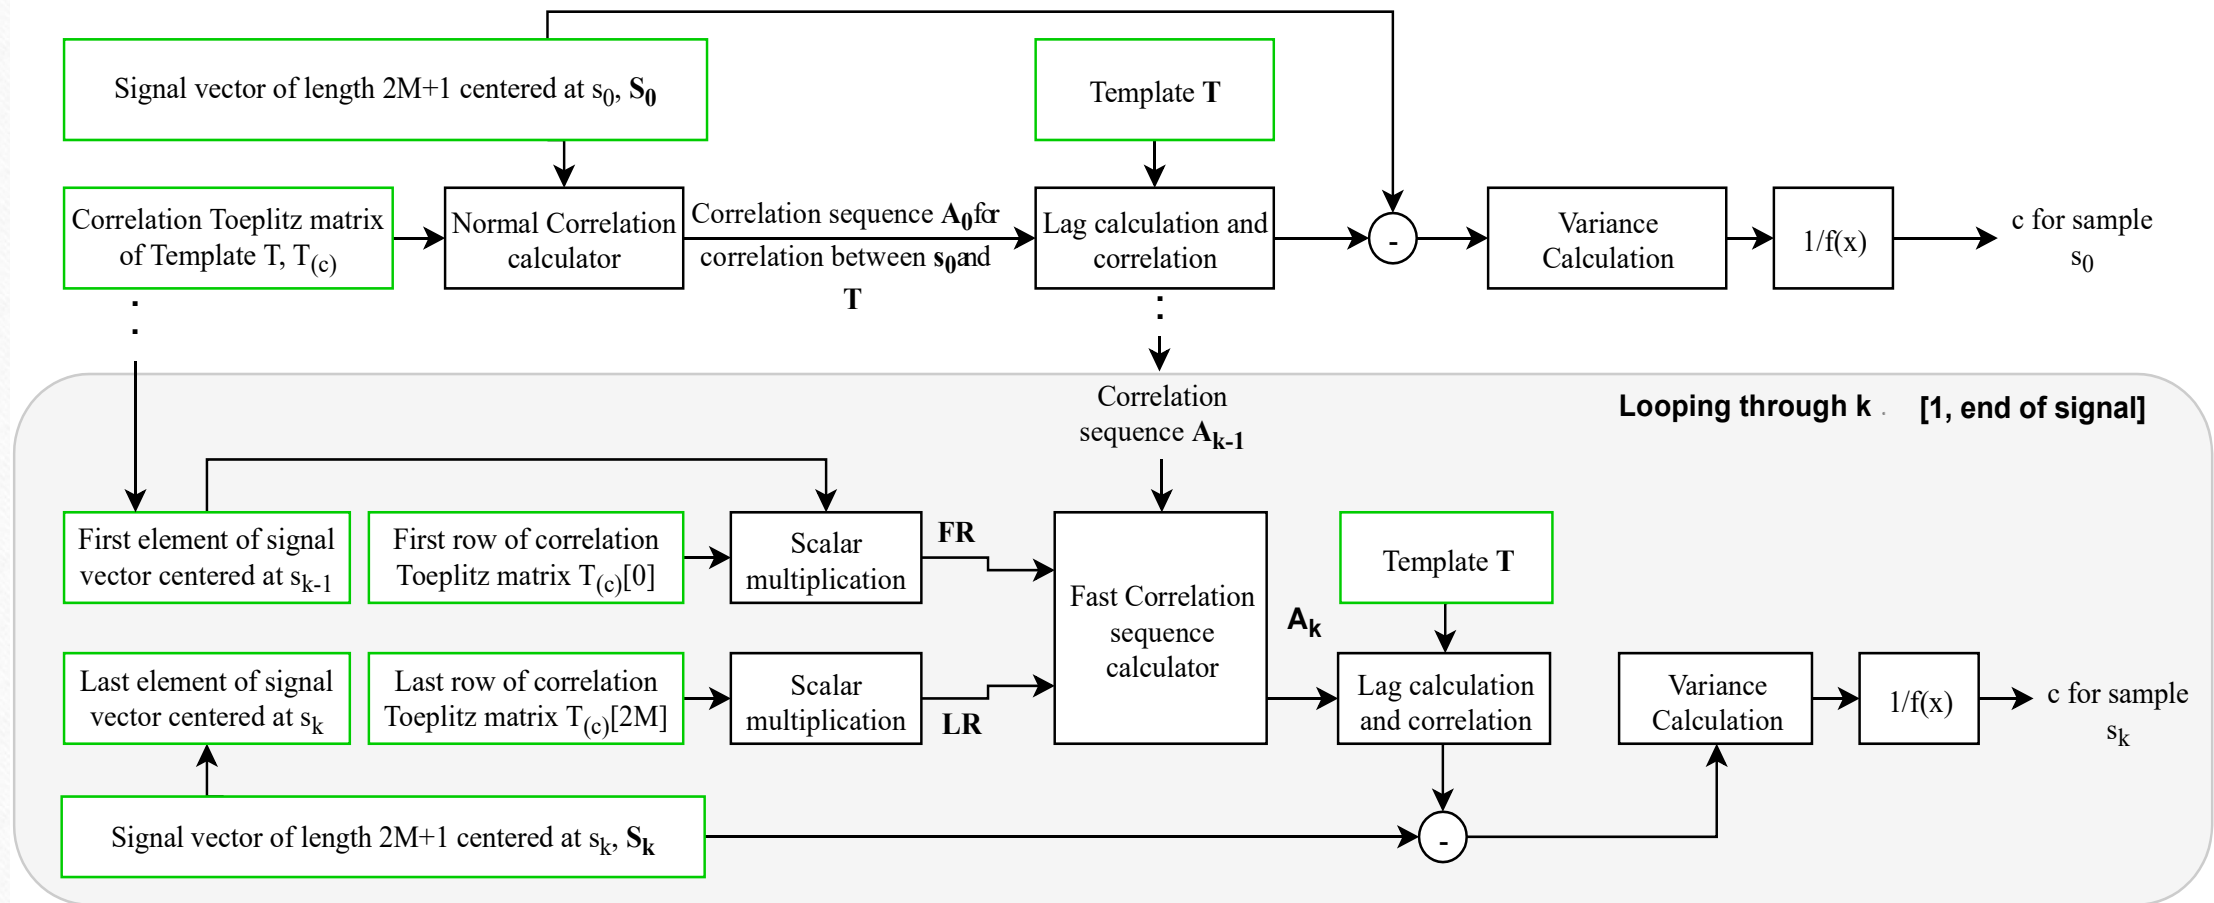 Signal vector of length 2M+1 centered at s0, S0
Template T
Correlation Toeplitz matrix
of Template T, T(c)
Normal Correlation
calculator
Correlation sequence A0 for
correlation between s0 and
T
Lag calculation and
correlation
-
Variance
Calculation
1/f(x)
c for sample
s0
Correlation
sequence Ak-1
Looping through k . [1, end of signal]
First element of signal
vector centered at sk-1
First row of correlation
Toeplitz matrix T(c)[0]
Scalar
multiplication
FR
Fast Correlation
sequence
calculator
Template T
Ak
Last element of signal
vector centered at sk
Last row of correlation
Toeplitz matrix T(c)[2M]
Scalar
multiplication
LR
Lag calculation
and correlation
Variance
Calculation
1/f(x)
c for sample
sk
Signal vector of length 2M+1 centered at sk, Sk
-